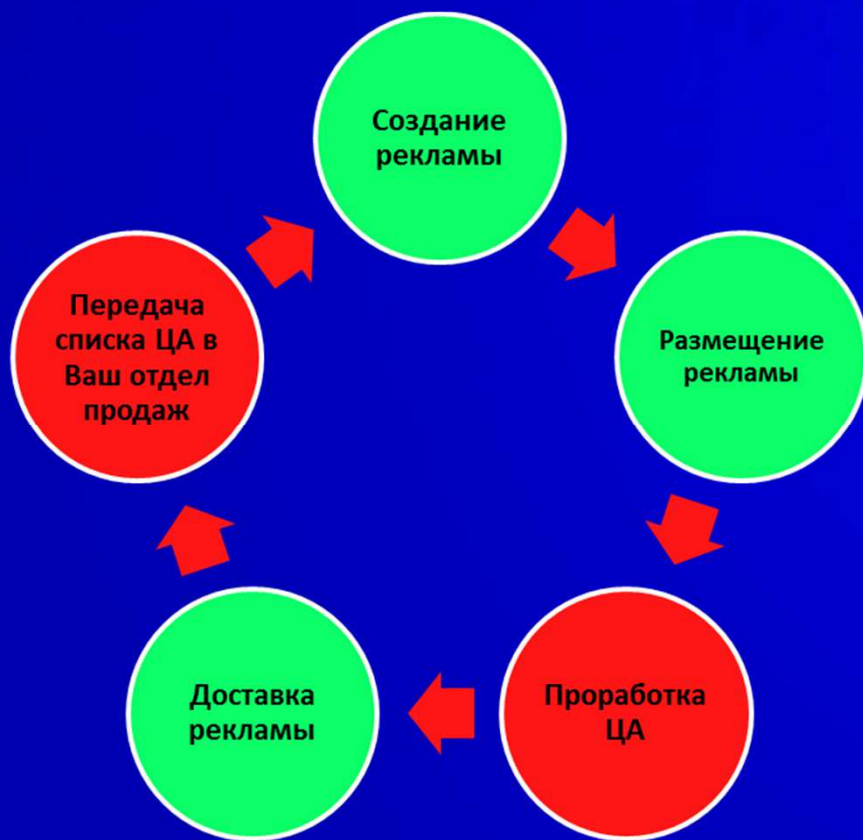 Создание
рекламы
Размещение
рекламы
Проработка
ЦА
Доставка
рекламы
Передача
списка ЦА в
Ваш отдел
продаж